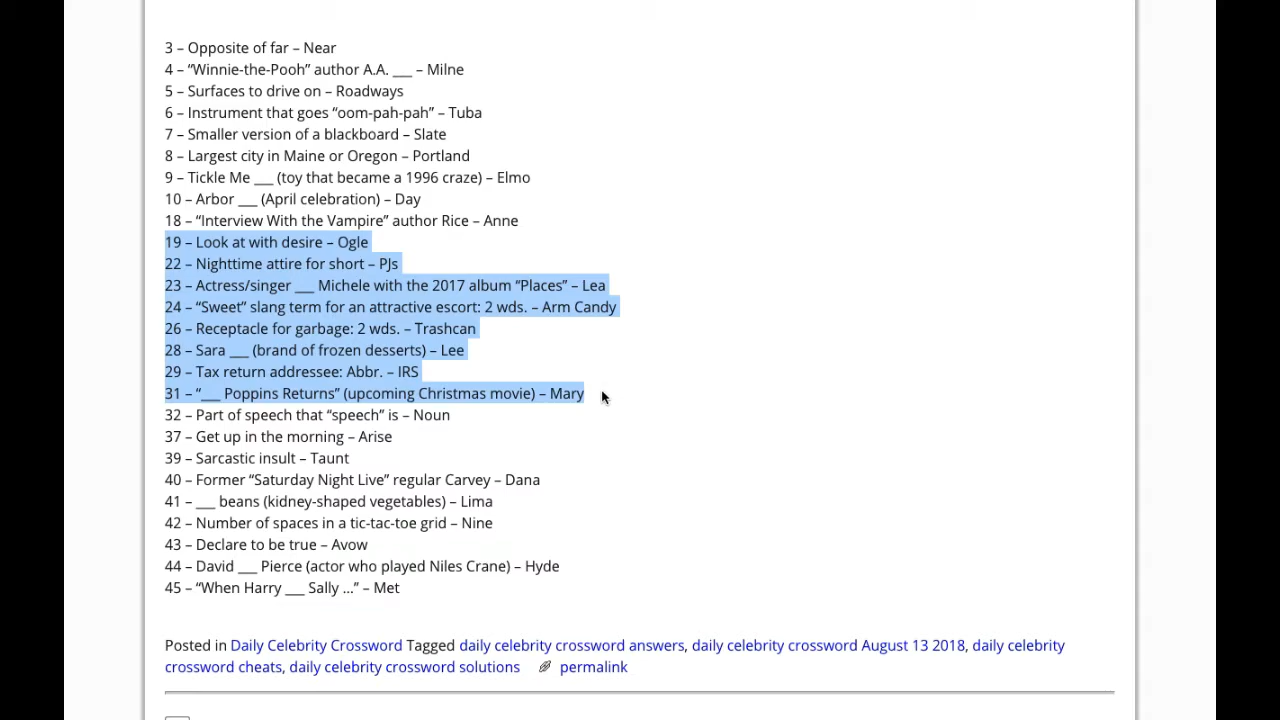 3 – Opposite of far – Near
4 – “Winnie-the-Pooh” author A.A. ___ – Milne
5 – Surfaces to drive on – Roadways
6 – Instrument that goes “oom-pah-pah” – Tuba
7 – Smaller version of a blackboard – Slate
8 – Largest city in Maine or Oregon – Portland
9 – Tickle Me ___ (toy that became a 1996 craze) – Elmo
10 – Arbor ___ (April celebration) – Day
18 – “Interview With the Vampire” author Rice – Anne
19 – Look at with desire – Ogle
22 – Nighttime attire for short – PJs
23 – Actress/singer ___ Michele with the 2017 album “Places” – Lea
24 – “Sweet” slang term for an attractive escort: 2 wds. – Arm Candy
26 – Receptacle for garbage: 2 wds. – Trashcan
28 – Sara ___ (brand of frozen desserts) – Lee
29 – Tax return addressee: Abbr. – IRS
31 – “___ Poppins Returns” (upcoming Christmas movie) – Mary
32 – Part of speech that “speech” is – Noun
37 – Get up in the morning – Arise
39 – Sarcastic insult – Taunt
40 – Former “Saturday Night Live” regular Carvey – Dana
41 – ___ beans (kidney-shaped vegetables) – Lima
42 – Number of spaces in a tic-tac-toe grid – Nine
43 – Declare to be true – Avow
44 – David ___ Pierce (actor who played Niles Crane) – Hyde
45 – “When Harry ___ Sally …” – Met
Posted in Daily Celebrity Crossword Tagged daily celebrity crossword answers, daily celebrity crossword August 13 2018, daily celebrity
crossword cheats, daily celebrity crossword solutions permalink